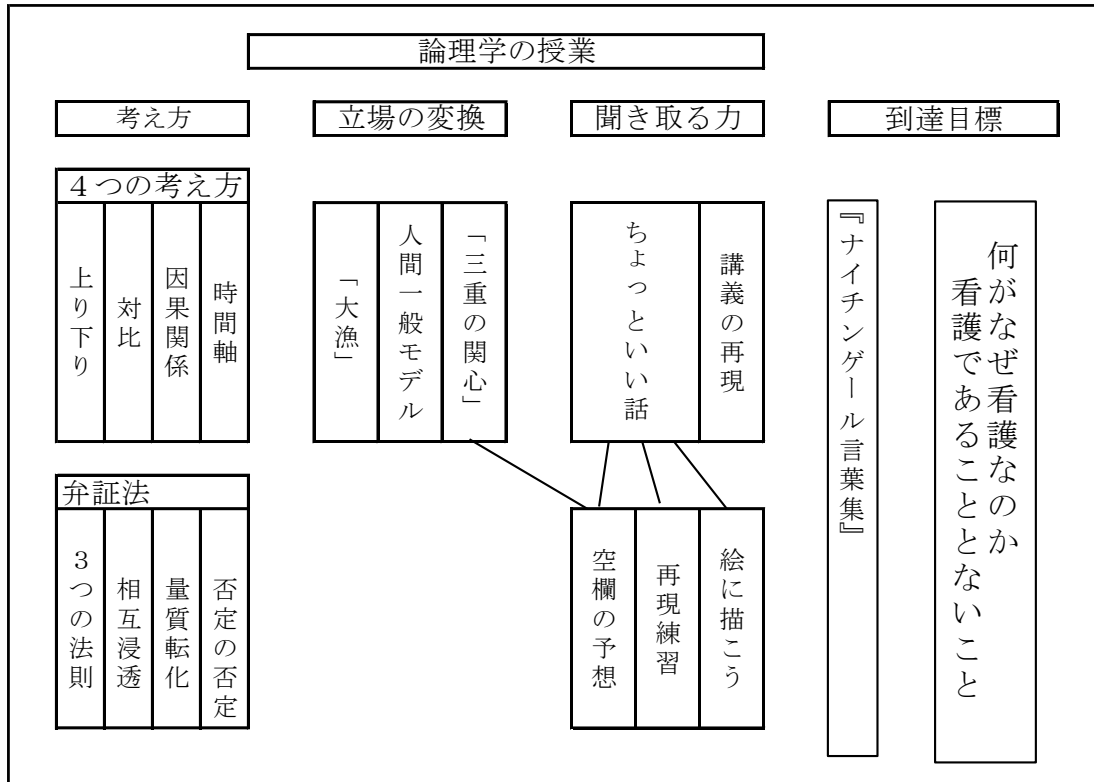 論理学の授業
考え方
立場の変換
聞き取る力
到達目標
４つの考え方
時間軸
因果関係
対比
上り下り
「三重の関心」
人間一般モデル
「大漁」
講義の再現
ちょっといい話
『ナイチンゲール言葉集』
何がなぜ看護なのか
看護であることとないこと
弁証法
否定の否定
量質転化
相互浸透
３つの法則
絵に描こう
再現練習
空欄の予想